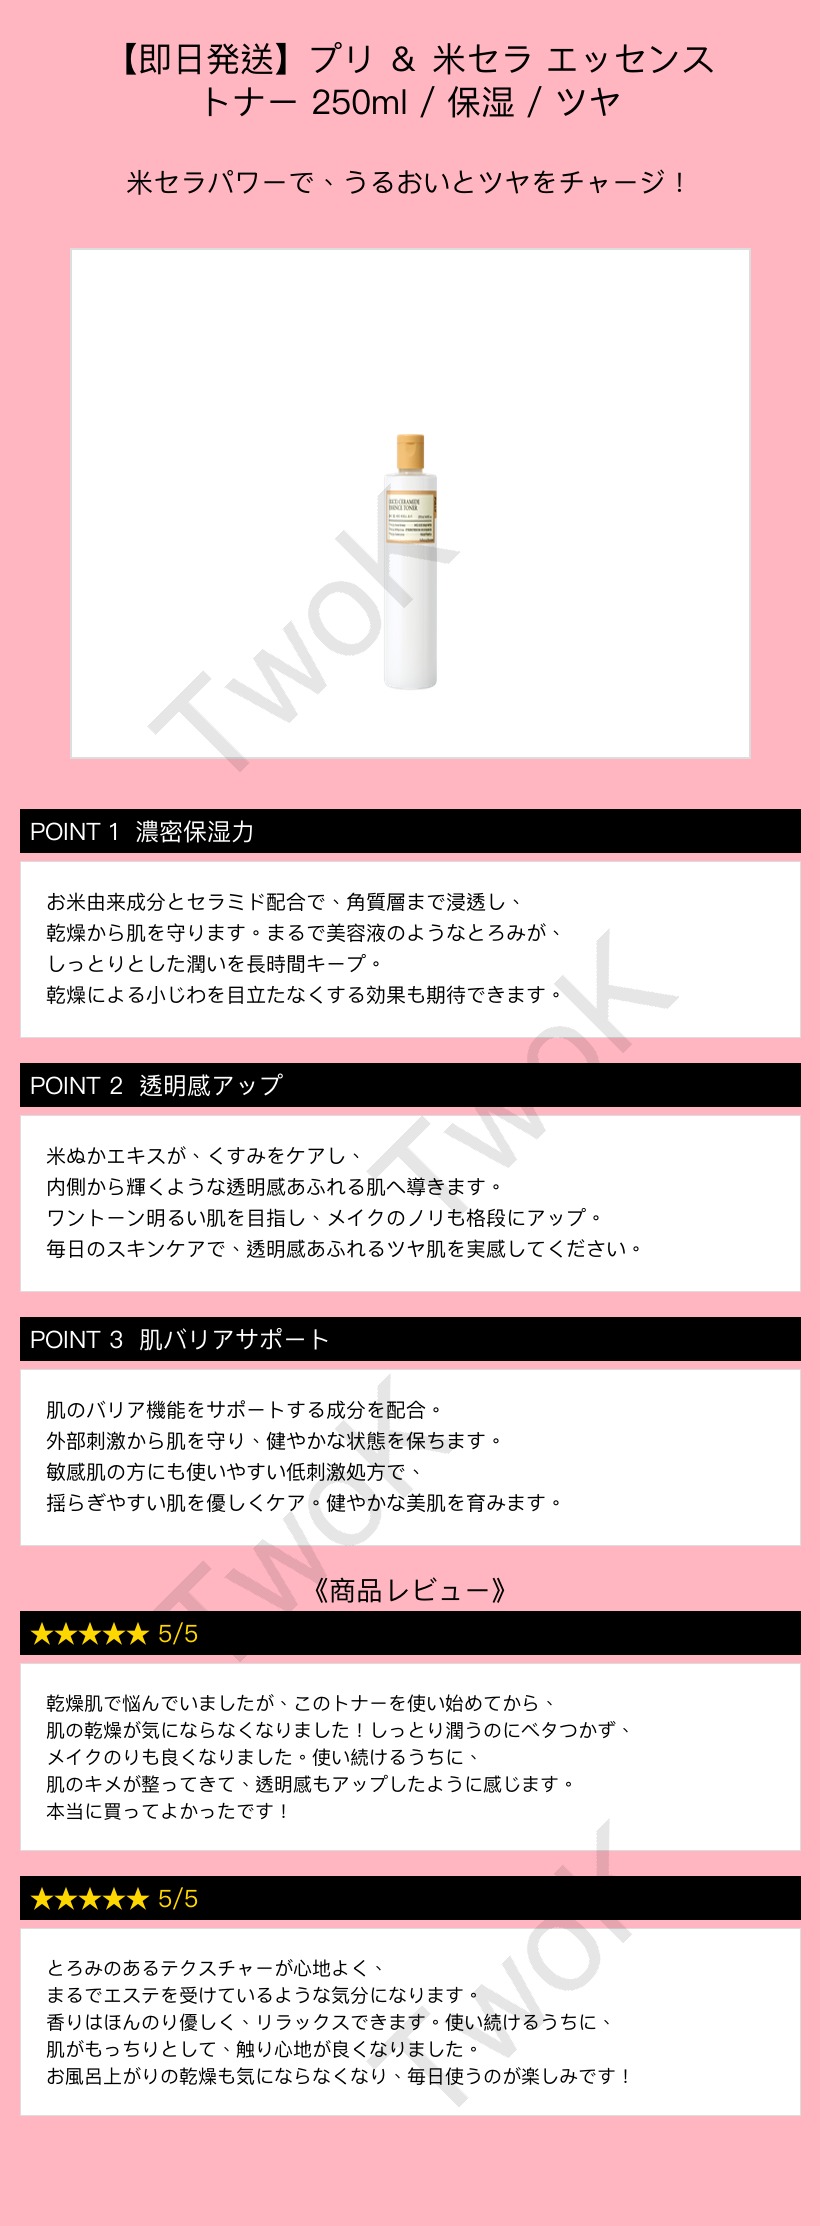 【即日発送】プリ & 米セラ エッセンス
トナー 250ml / 保湿 / ツヤ
米セラパワーで、うるおいとツヤをチャージ！
ESSENCE TONER
TwoK
POINT 1 濃密保湿力
お米由来成分とセラミド配合で、角質層まで浸透し、
乾燥から肌を守ります。まるで美容液のようなとろみが、
しっとりとした潤いを長時間キープ。
乾燥による小じわを目立たなくする効果も期待できます。
TwoK
POINT 2 透明感アップ
米ぬかエキスが、くすみをケアし、
内側から輝くような透明感あふれる肌へ導きます。
ワントーン明るい肌を目指し、メイクのノリも格段にアップ。
毎日のスキンケアで、透明感あふれるツヤ肌を実感してください。
POINT 3 肌バリアサポート
肌のバリア機能をサポートする成分を配合。
外部刺激から肌を守り、健やかな状態を保ちます。
敏感肌の方にも使いやすい低刺激処方で、
揺らぎやすい肌を優しくケア。健やかな美肌を育みます。
TwoK
《商品レビュー》
★★★★★ 5/5
乾燥肌で悩んでいましたが、このトナーを使い始めてから、
肌の乾燥が気にならなくなりました！しっとり潤うのにベタつかず、
メイクのりも良くなりました。使い続けるうちに、
肌のキメが整ってきて、透明感もアップしたように感じます。
本当に買ってよかったです！
★★★★★ 5/5
とろみのあるテクスチャーが心地よく、
まるでエステを受けているような気分になります。
香りはほんのり優しく、リラックスできます。使い続けるうちに、
肌がもっちりとして、触り心地が良くなりました。
お風呂上がりの乾燥も気にならなくなり、毎日使うのが楽しみです！
TwoK